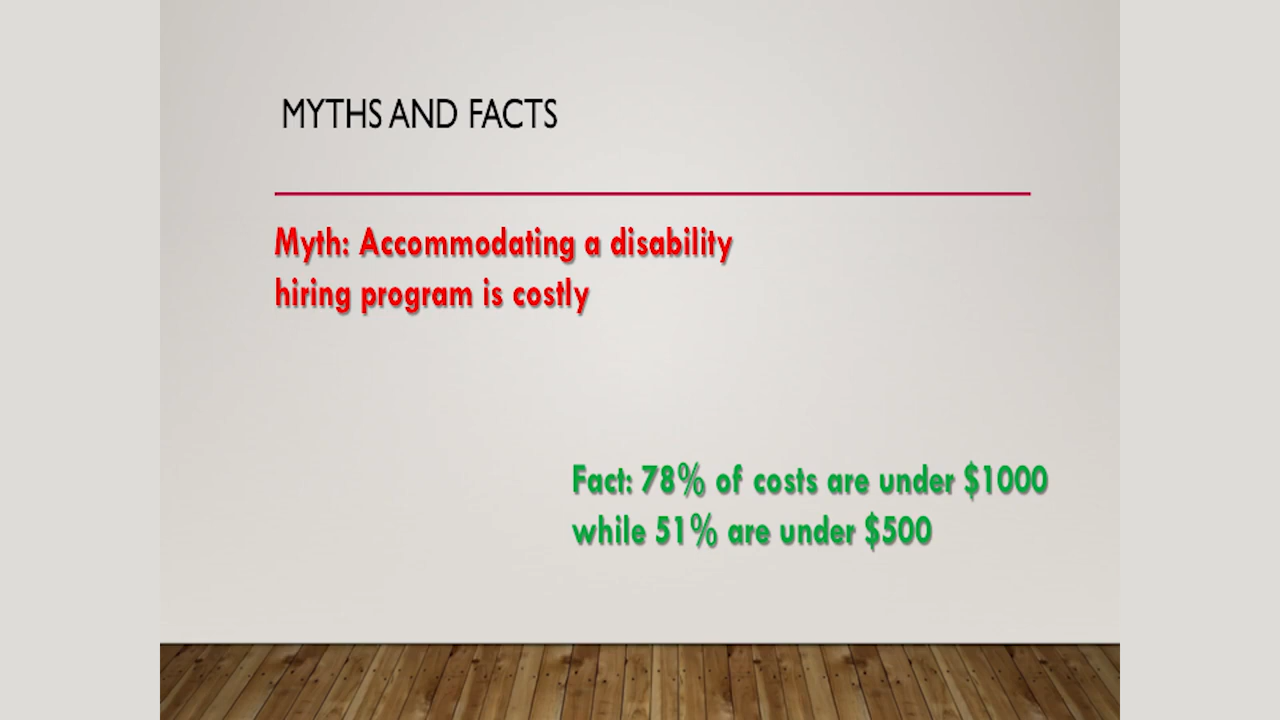 MYTHS AND FACTS
Myth: Accommodating a disability
hiring program is costly
Fact: 78% of costs are under $1000
while 51% are under $500